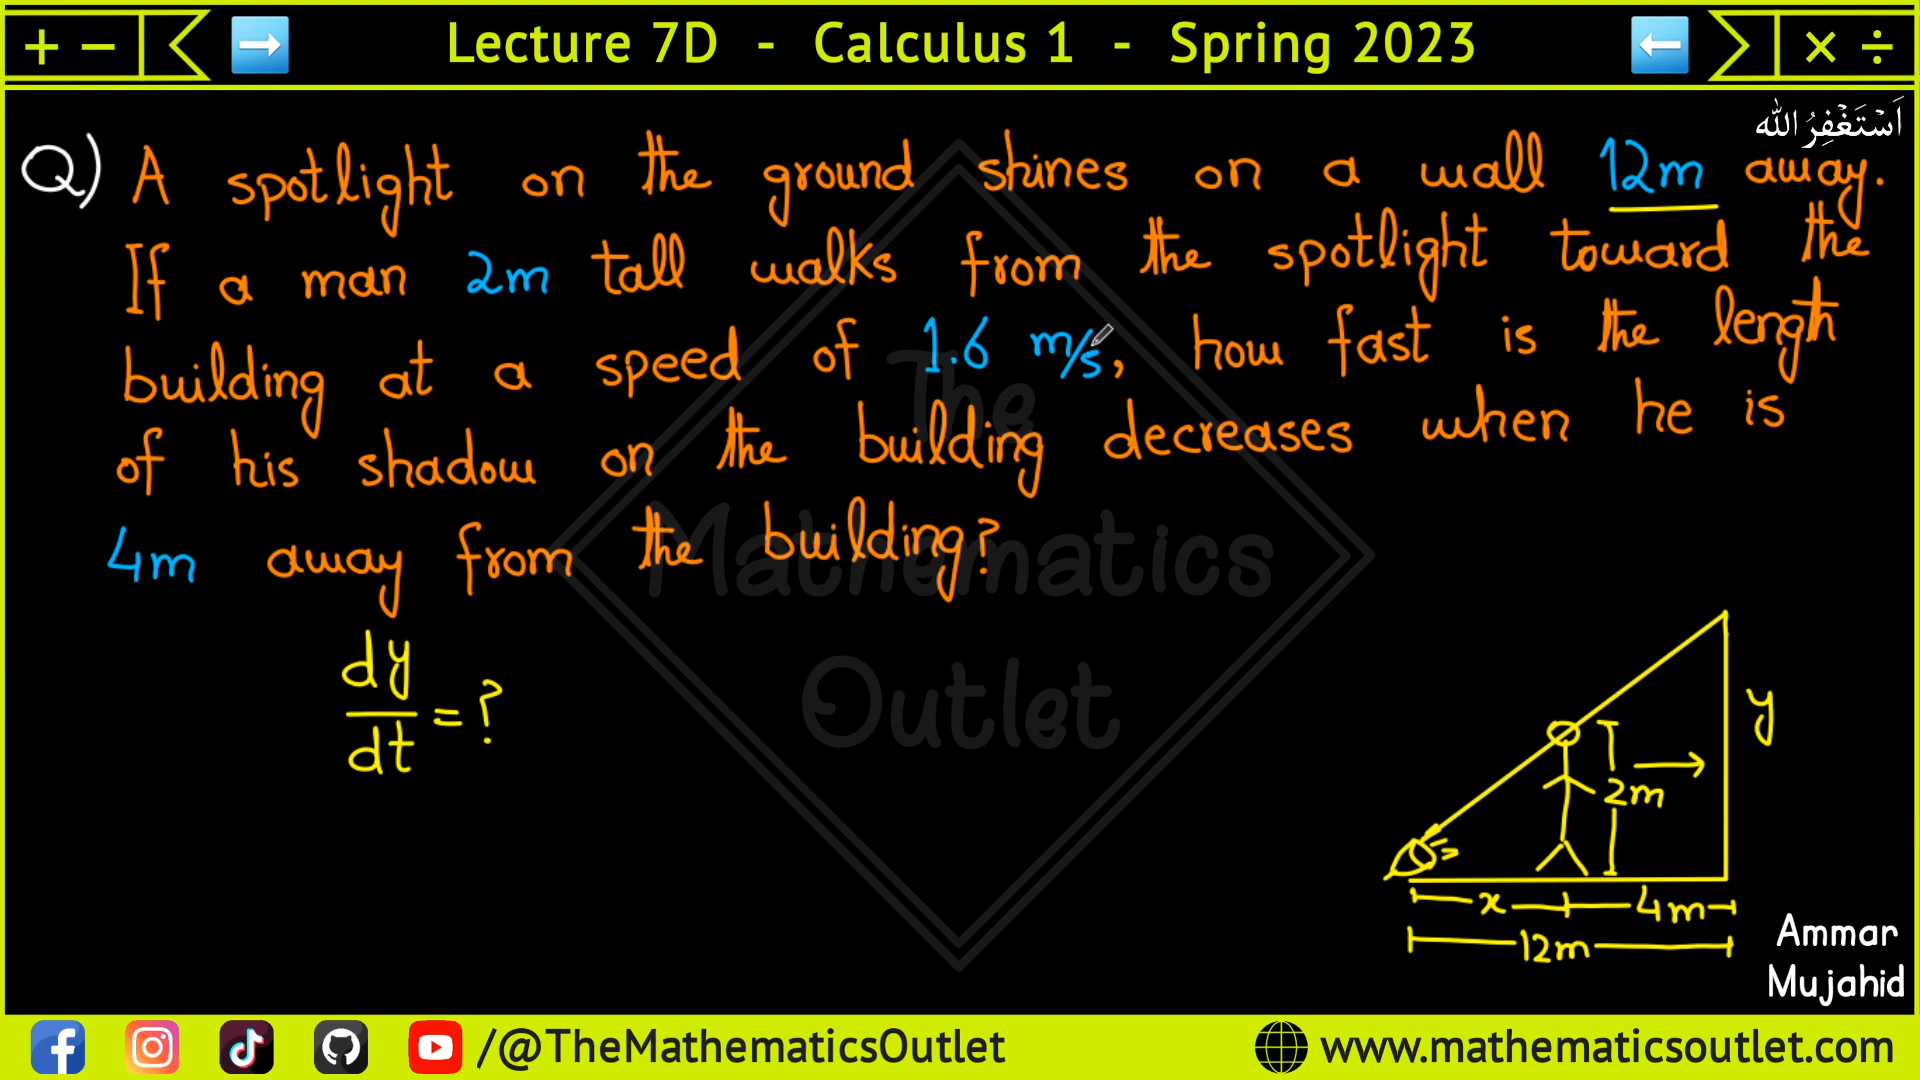 + − Lecture 7D - Calculus 1 - Spring 2023 × ÷
اَسْتَغْفِرُ الله
Q) A spotlight on the ground shines on a wall 12m away.
If a man 2m tall walks from the spotlight toward the
building at a speed of 1.6 m/s, how fast is the lengh
of his shadow on the building decreases when he is
4m away from the building?
dy/dt = ?
y
2m
x 4m
12m
The
Mathematics
Outlet
Ammar
Mujahid
/@TheMathematicsOutlet www.mathematicsoutlet.com